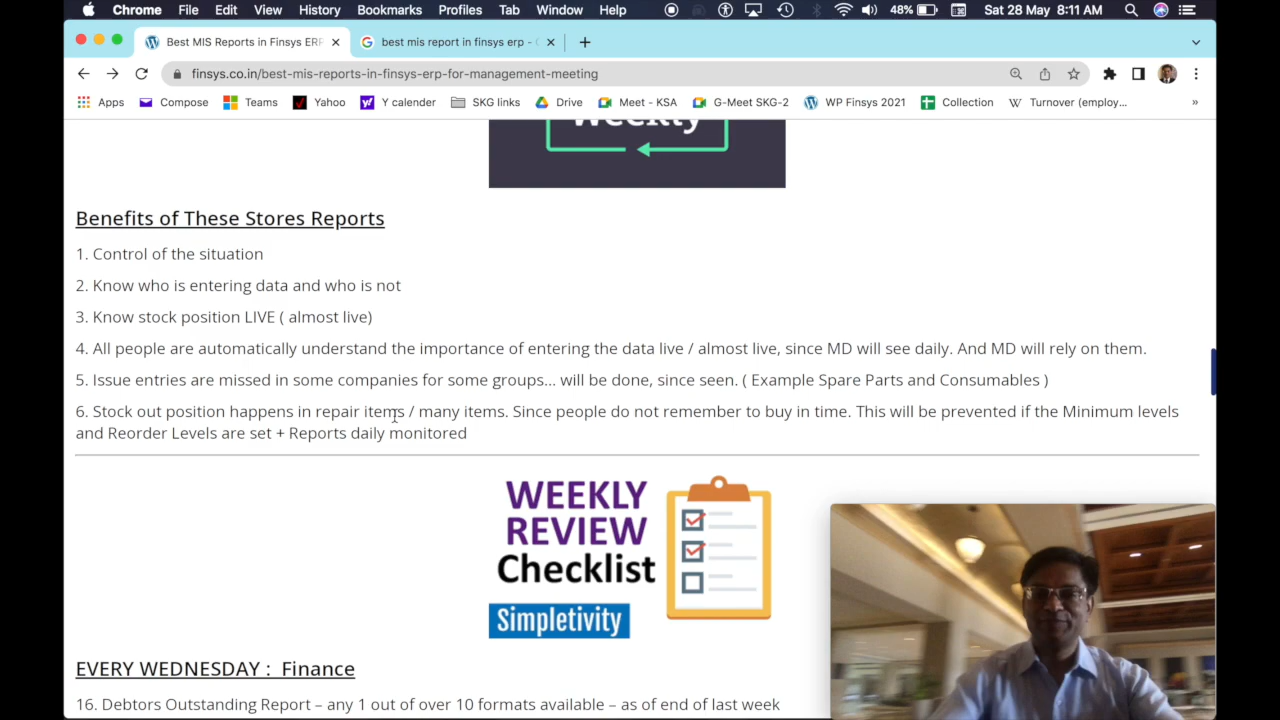 Chrome File Edit View History Bookmarks Profiles Tab Window Help 48% Sat 28 May 8:11 AM
Best MIS Reports in Finsys ERP best mis report in finsys erp -
finsys.co.in/best-mis-reports-in-finsys-erp-for-management-meeting
Apps Compose Teams Yahoo Y calender SKG links Drive Meet - KSA G-Meet SKG-2 WP Finsys 2021 Collection Turnover (employ... »
Weekly
Benefits of These Stores Reports
1. Control of the situation
2. Know who is entering data and who is not
3. Know stock position LIVE ( almost live)
4. All people are automatically understand the importance of entering the data live / almost live, since MD will see daily. And MD will rely on them.
5. Issue entries are missed in some companies for some groups... will be done, since seen. ( Example Spare Parts and Consumables )
6. Stock out position happens in repair items / many items. Since people do not remember to buy in time. This will be prevented if the Minimum levels
and Reorder Levels are set + Reports daily monitored
WEEKLY
REVIEW
Checklist
Simpletivity
EVERY WEDNESDAY : Finance
16. Debtors Outstanding Report – any 1 out of over 10 formats available – as of end of last week